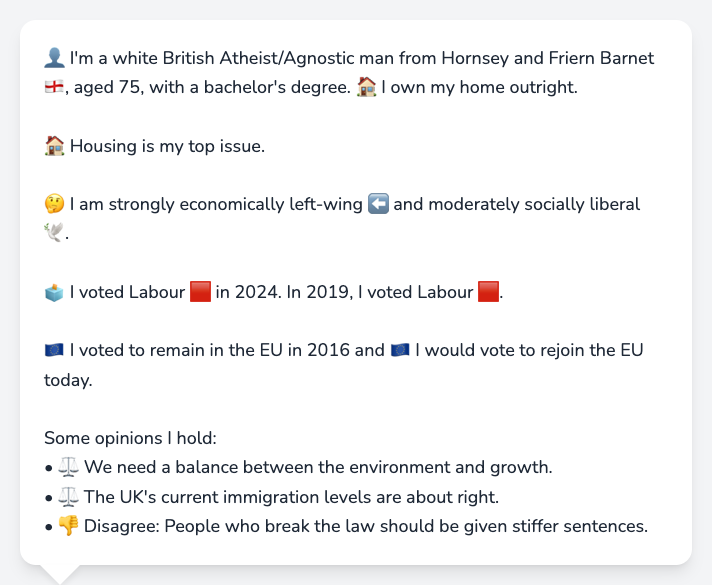 👤 I'm a white British Atheist/Agnostic man from Hornsey and Friern Barnet
🏴󠁧󠁢󠁥󠁮󠁧󠁿, aged 75, with a bachelor's degree. 🏠 I own my home outright.
🏠 Housing is my top issue.
🤔 I am strongly economically left-wing ⬅️ and moderately socially liberal
🕊️.
🗳️ I voted Labour 🟥 in 2024. In 2019, I voted Labour 🟥.
🇪🇺 I voted to remain in the EU in 2016 and 🇪🇺 I would vote to rejoin the EU
today.
Some opinions I hold:
• ⚖️ We need a balance between the environment and growth.
• ⚖️ The UK's current immigration levels are about right.
• 👎 Disagree: People who break the law should be given stiffer sentences.